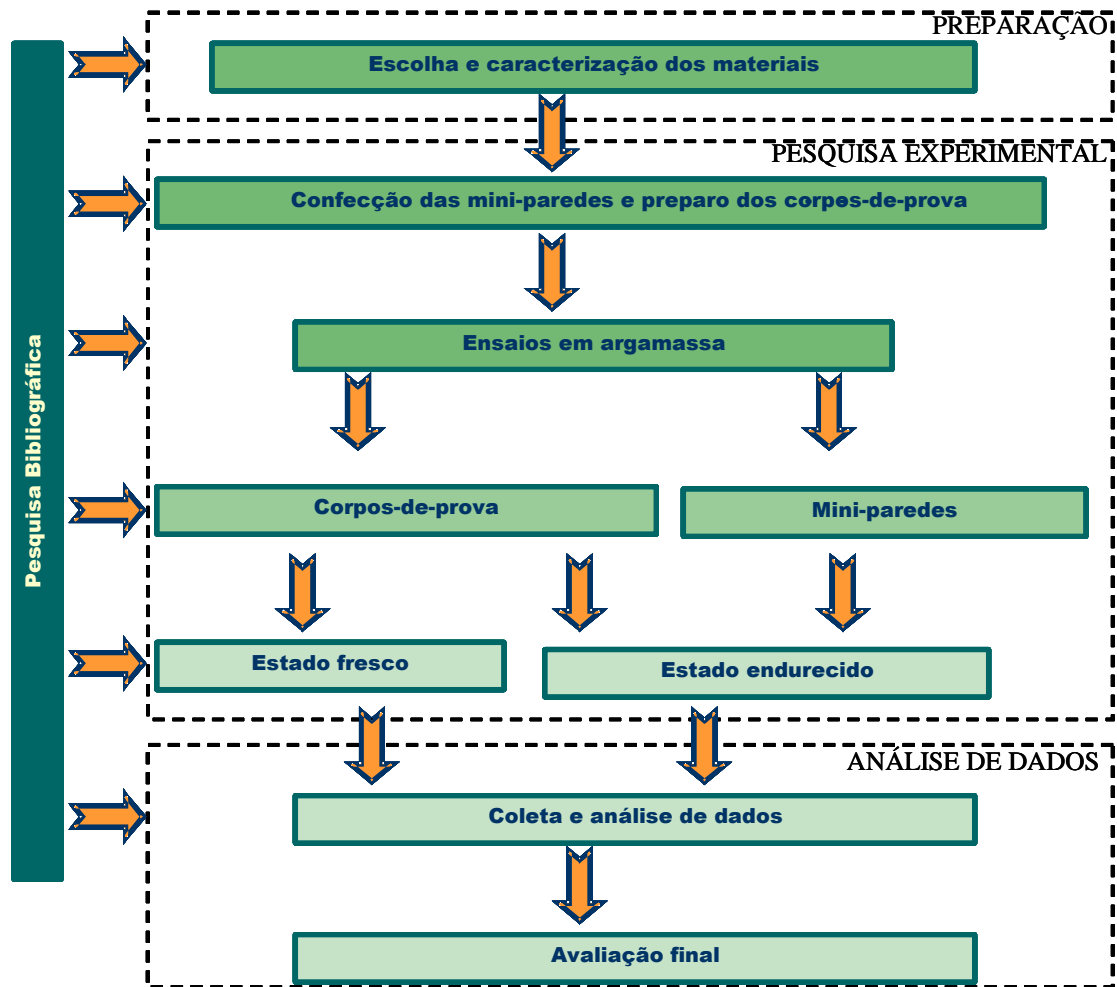 PREPARAÇÃO
Escolha e caracterização dos materiais
PESQUISA EXPERIMENTAL
Confecção das mini-paredes e preparo dos corpos-de-prova
Ensaios em argamassa
Pesquisa Bibliográfica
Corpos-de-prova
Mini-paredes
Estado fresco
Estado endurecido
ANÁLISE DE DADOS
Coleta e análise de dados
Avaliação final